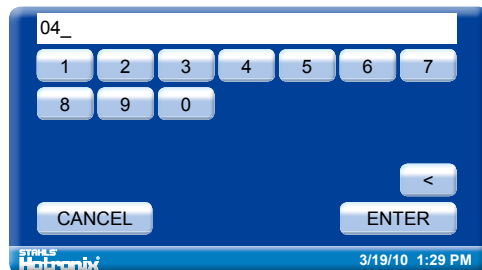 04_
1 2 3 4 5 6 7
8 9 0
<
CANCEL ENTER
STAHLS'
Hotronix 3/19/10 1:29 PM